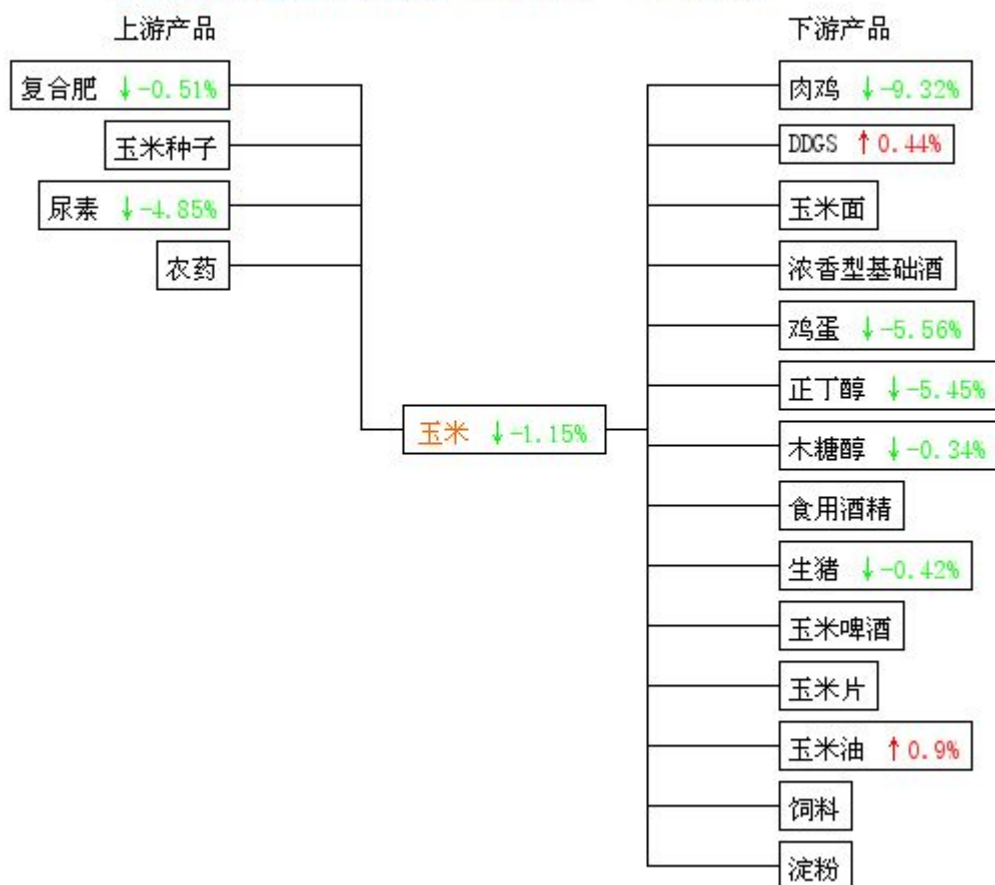 上游产品
下游产品
复合肥 ↓-0.51%
玉米种子
尿素 ↓-4.85%
农药
玉米 ↓-1.15%
肉鸡 ↓-9.32%
DDGS ↑0.44%
玉米面
浓香型基础酒
鸡蛋 ↓-5.56%
正丁醇 ↓-5.45%
木糖醇 ↓-0.34%
食用酒精
生猪 ↓-0.42%
玉米啤酒
玉米片
玉米油 ↑0.9%
饲料
淀粉